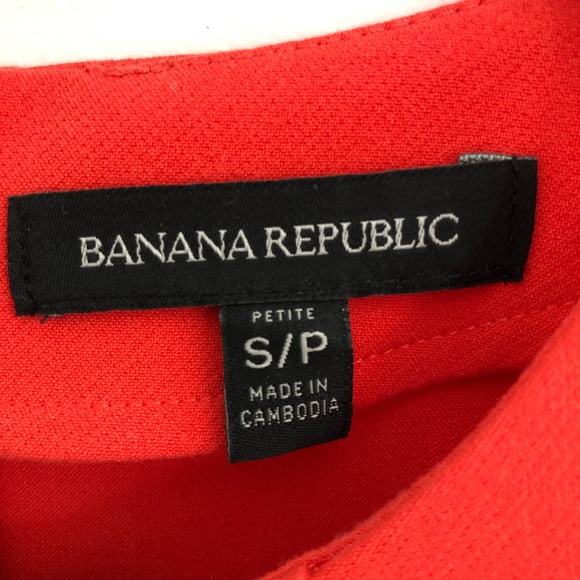 BANANA REPUBLIC
PETITE
S/P
MADE IN
CAMBODIA